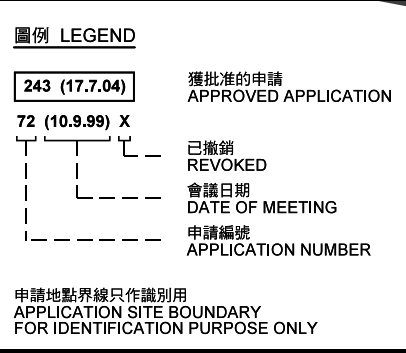 圖例 LEGEND
243 (17.7.04)
獲批准的申請
APPROVED APPLICATION
72 (10.9.99) X
已撤銷
REVOKED
會議日期
DATE OF MEETING
申請編號
APPLICATION NUMBER
申請地點界線只作識別用
APPLICATION SITE BOUNDARY
FOR IDENTIFICATION PURPOSE ONLY